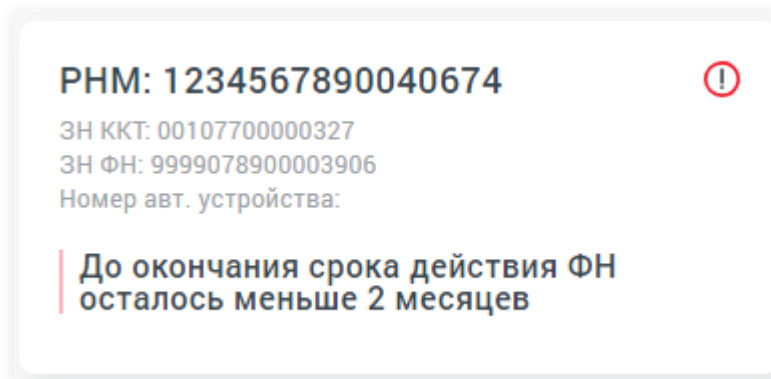 РНМ: 1234567890040674
ЗН ККТ: 00107700000327
ЗН ФН: 9999078900003906
Номер авт. устройства:
До окончания срока действия ФН
осталось меньше 2 месяцев